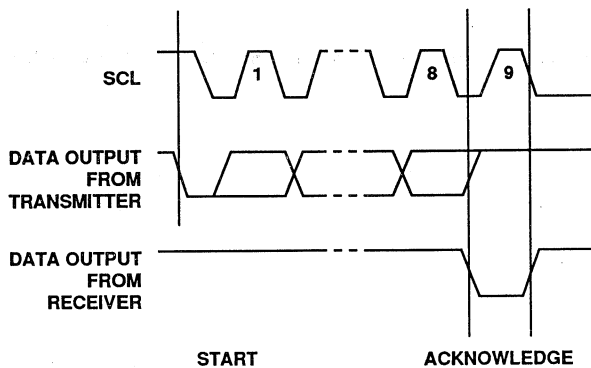 SCL
1
8
9
DATA OUTPUT
FROM
TRANSMITTER
DATA OUTPUT
FROM
RECEIVER
START
ACKNOWLEDGE